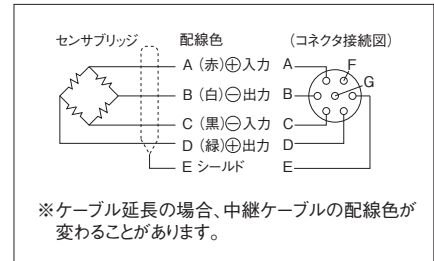 センサブリッジ 配線色 (コネクタ接続図)
A (赤)⊕入力 A F
G
B (白)⊖出力 B
C (黒)⊖入力 C
D (緑)⊕出力 D
E シールド E
※ケーブル延長の場合、中継ケーブルの配線色が
変わることがあります。